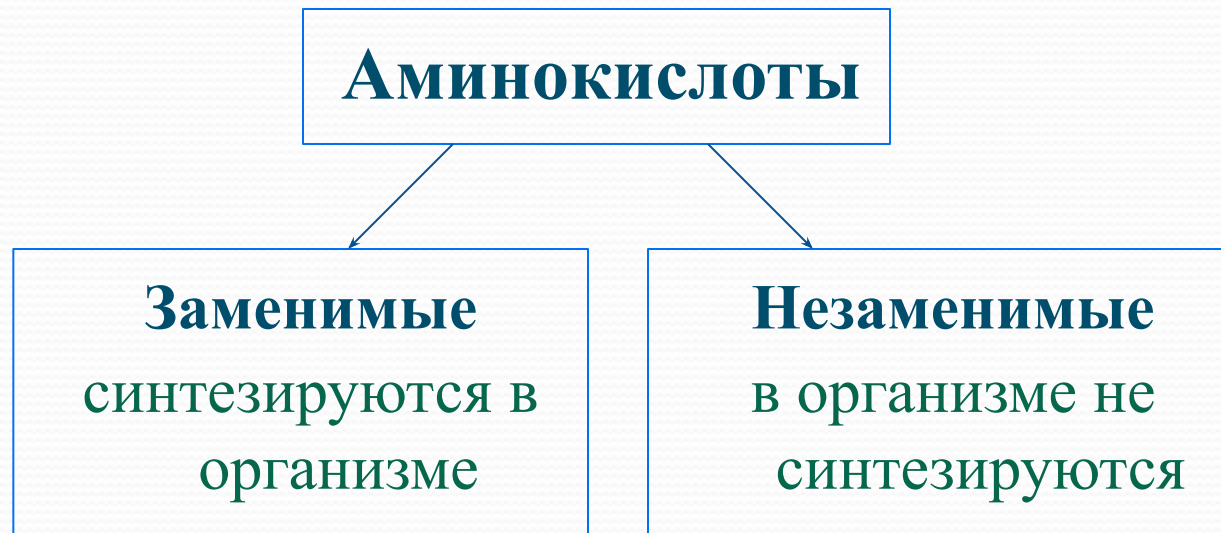 Аминокислоты
Заменимые
синтезируются в
организме
Незаменимые
в организме не
синтезируются